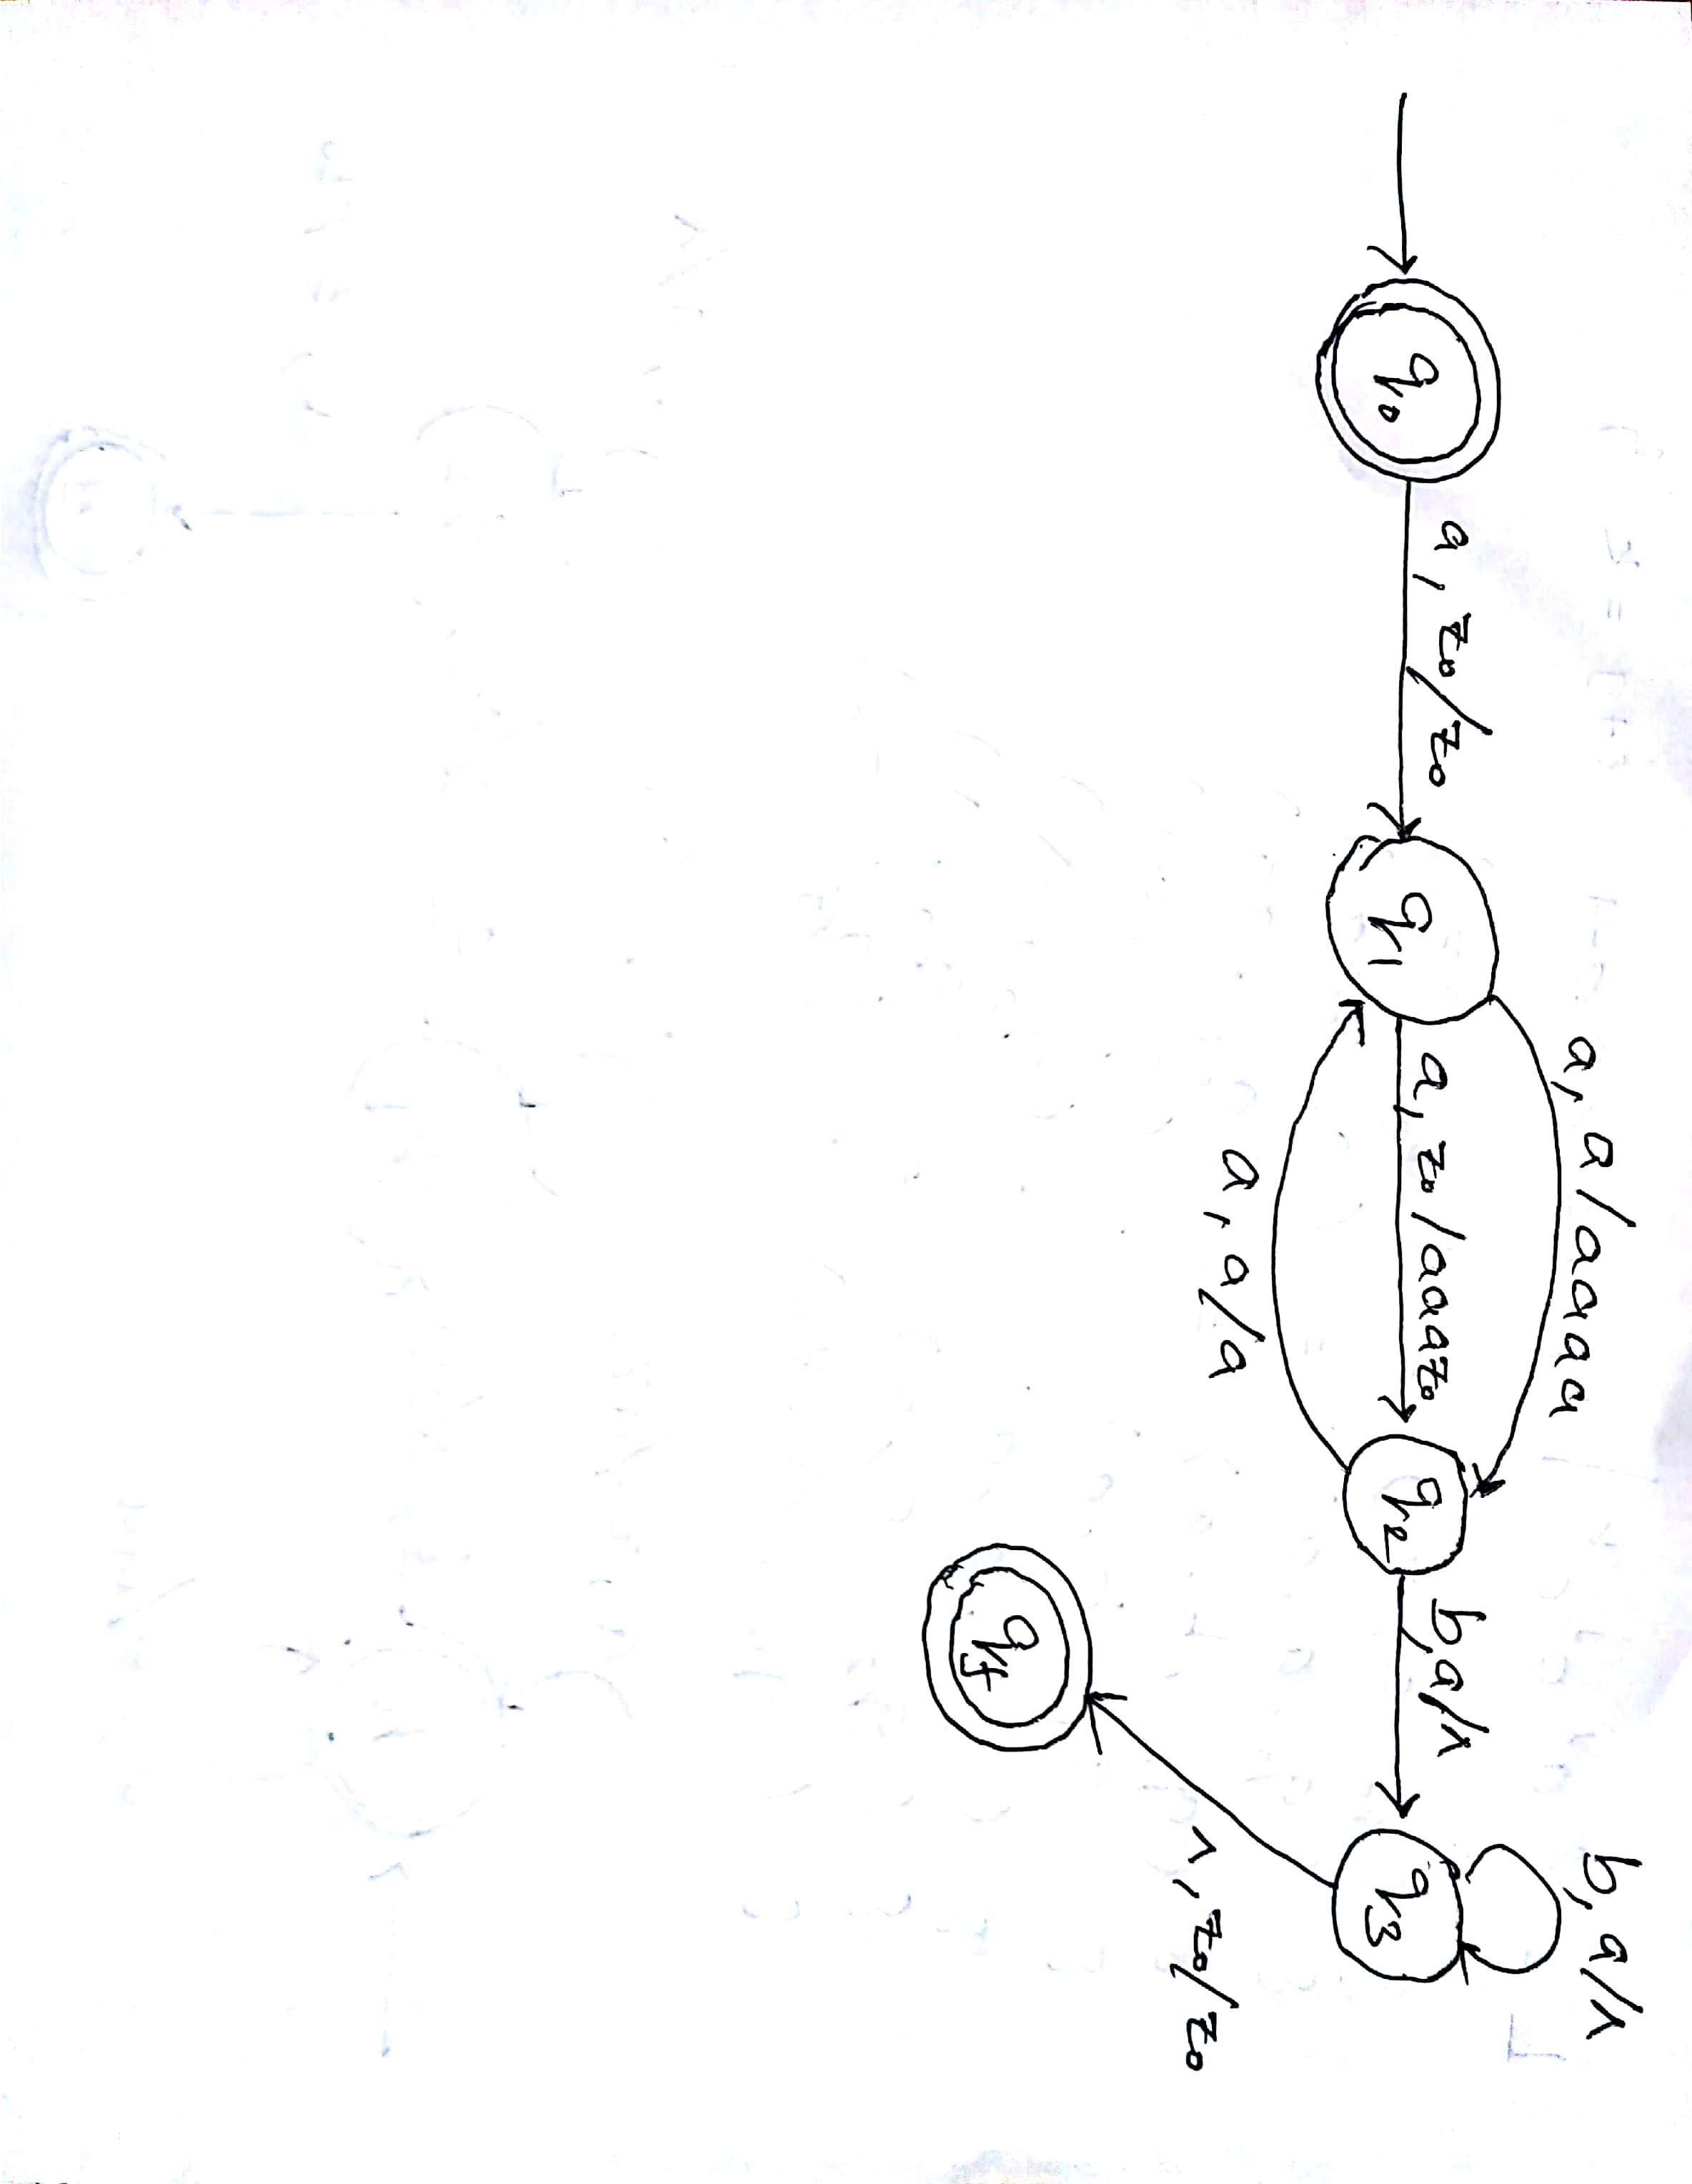 a, a/aaaa
b, a/λ
q0
a, z0/z0
q1
a, z0/aaaz0
q2
b, a/λ
q3
a, a/a
λ, z0/z0
qf